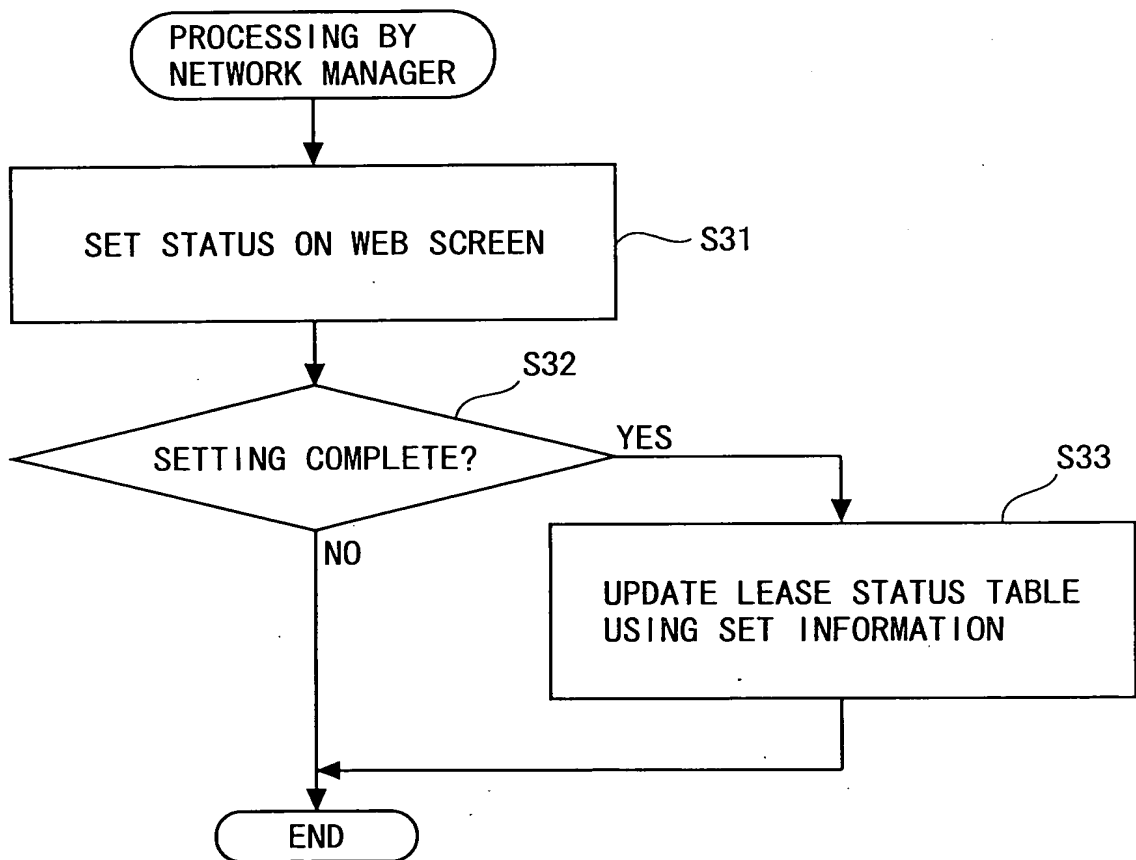 PROCESSING BY
NETWORK MANAGER
SET STATUS ON WEB SCREEN
S31
S32
SETTING COMPLETE?
YES
S33
NO
UPDATE LEASE STATUS TABLE
USING SET INFORMATION
END